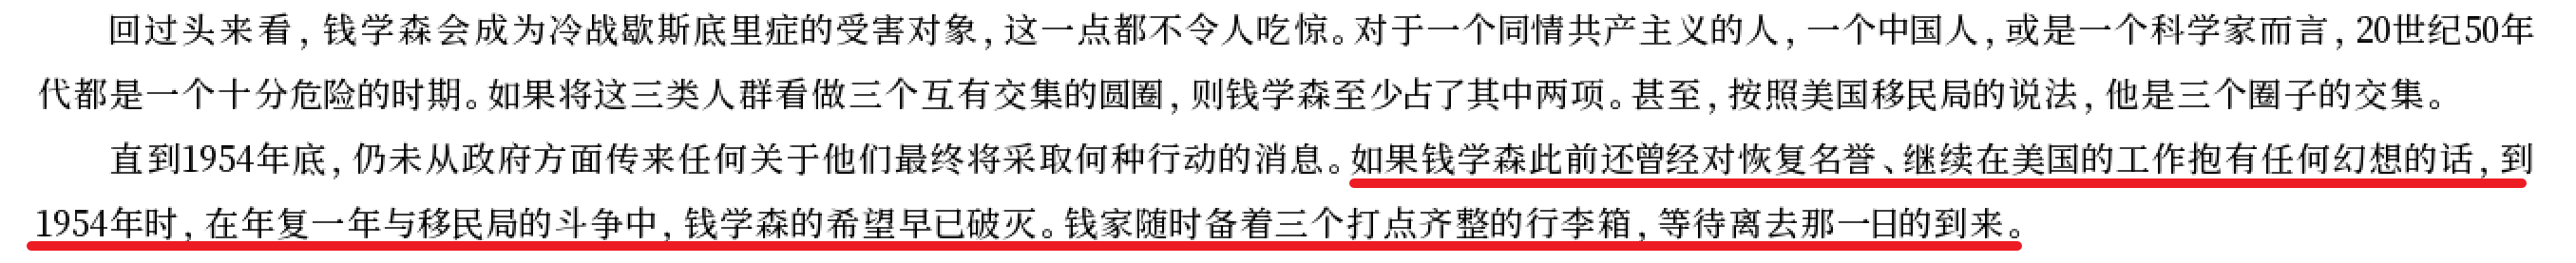 回过头来看，钱学森会成为冷战歇斯底里症的受害对象，这一点都不令人吃惊。对于一个同情共产主义的人，一个中国人，或是一个科学家而言，20世纪50年
代都是一个十分危险的时期。如果将这三类人群看做三个互有交集的圆圈，则钱学森至少占了其中两项。甚至，按照美国移民局的说法，他是三个圈子的交集。
直到1954年底，仍未从政府方面传来任何关于他们最终将采取何种行动的消息。如果钱学森此前还曾经对恢复名誉、继续在美国的工作抱有任何幻想的话，到
1954年时，在年复一年与移民局的斗争中，钱学森的希望早已破灭。钱家随时备着三个打点齐整的行李箱，等待离去那一日的到来。